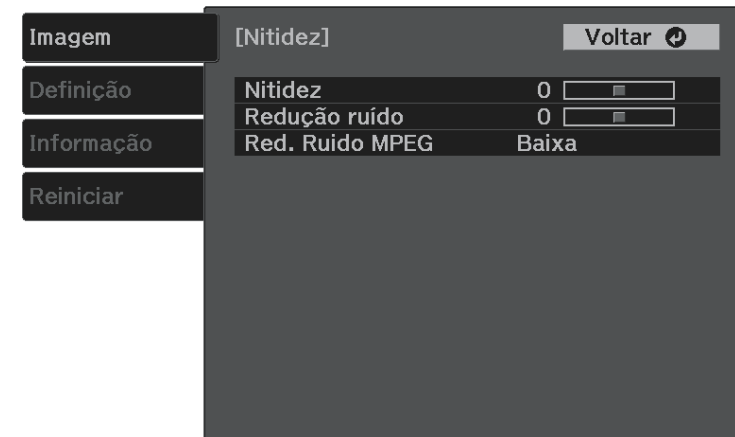 Imagem
Definição
Informação
Reiniciar
[Nitidez] Voltar
Nitidez 0
Redução ruído 0
Red. Ruido MPEG Baixa